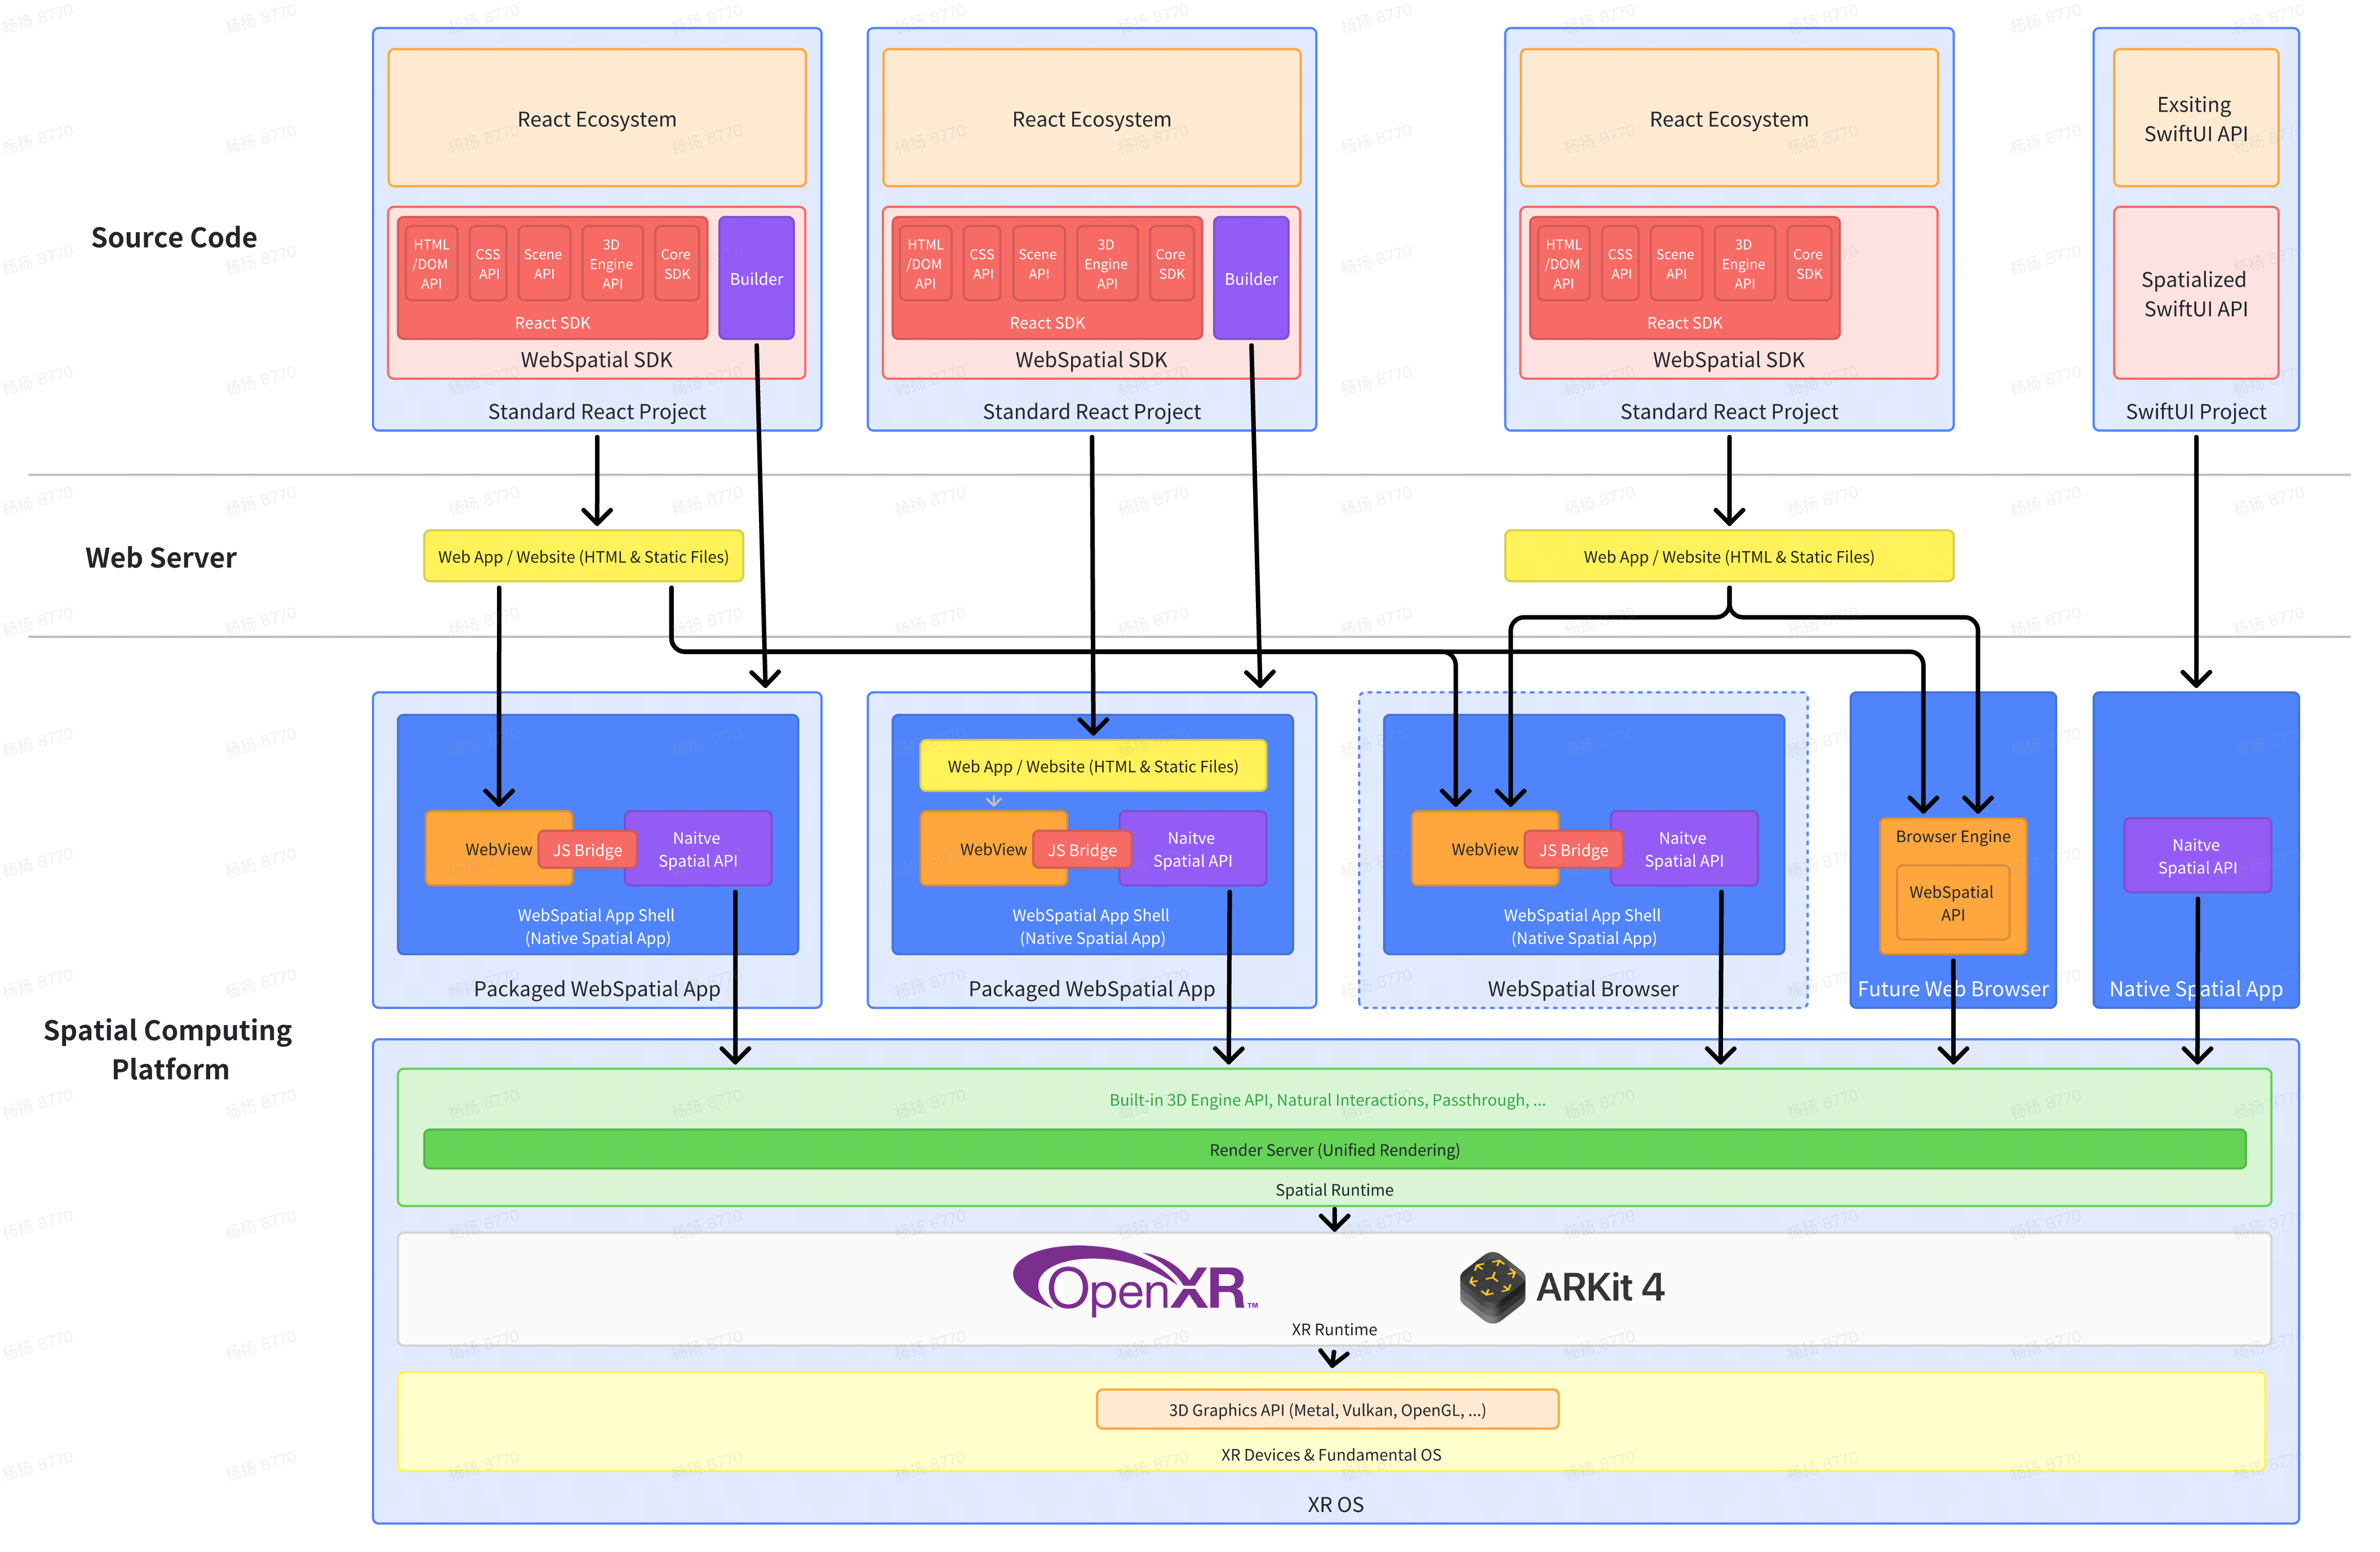 Source Code
React Ecosystem
HTML
/DOM
API
CSS
API
Scene
API
3D
Engine
API
Core
SDK
React SDK
Builder
WebSpatial SDK
Standard React Project
React Ecosystem
HTML
/DOM
API
CSS
API
Scene
API
3D
Engine
API
Core
SDK
React SDK
Builder
WebSpatial SDK
Standard React Project
React Ecosystem
HTML
/DOM
API
CSS
API
Scene
API
3D
Engine
API
Core
SDK
React SDK
WebSpatial SDK
Standard React Project
Exsiting
SwiftUI API
Spatialized
SwiftUI API
SwiftUI Project
Web Server
Web App / Website (HTML & Static Files)
Web App / Website (HTML & Static Files)
Spatial Computing
Platform
WebView
JS Bridge
Naitve
Spatial API
WebSpatial App Shell
(Native Spatial App)
Packaged WebSpatial App
Web App / Website (HTML & Static Files)
WebView
JS Bridge
Naitve
Spatial API
WebSpatial App Shell
(Native Spatial App)
Packaged WebSpatial App
WebView
JS Bridge
Naitve
Spatial API
WebSpatial App Shell
(Native Spatial App)
WebSpatial Browser
Browser Engine
WebSpatial
API
Future Web Browser
Naitve
Spatial API
Native Spatial App
Built-in 3D Engine API, Natural Interactions, Passthrough, ...
Render Server (Unified Rendering)
Spatial Runtime
OpenXR™
ARKit 4
XR Runtime
3D Graphics API (Metal, Vulkan, OpenGL, ...)
XR Devices & Fundamental OS
XR OS
杨扬 8770